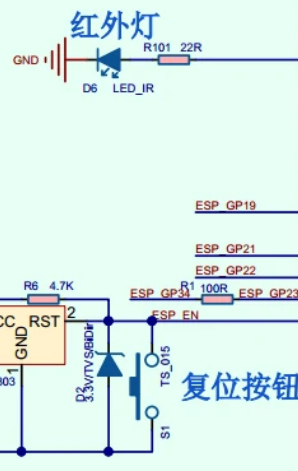 红外灯
R101 22R
GND
D6 LED_IR
ESP_GP19
ESP_GP21
ESP_GP22
R6 4.7K
ESP_GP34
R1 100R
ESP_GP23
CC RST 2
ESP_EN
GND
1
803
D2
3.3V/TVS/BiDir
TS_015
S1
复位按钮